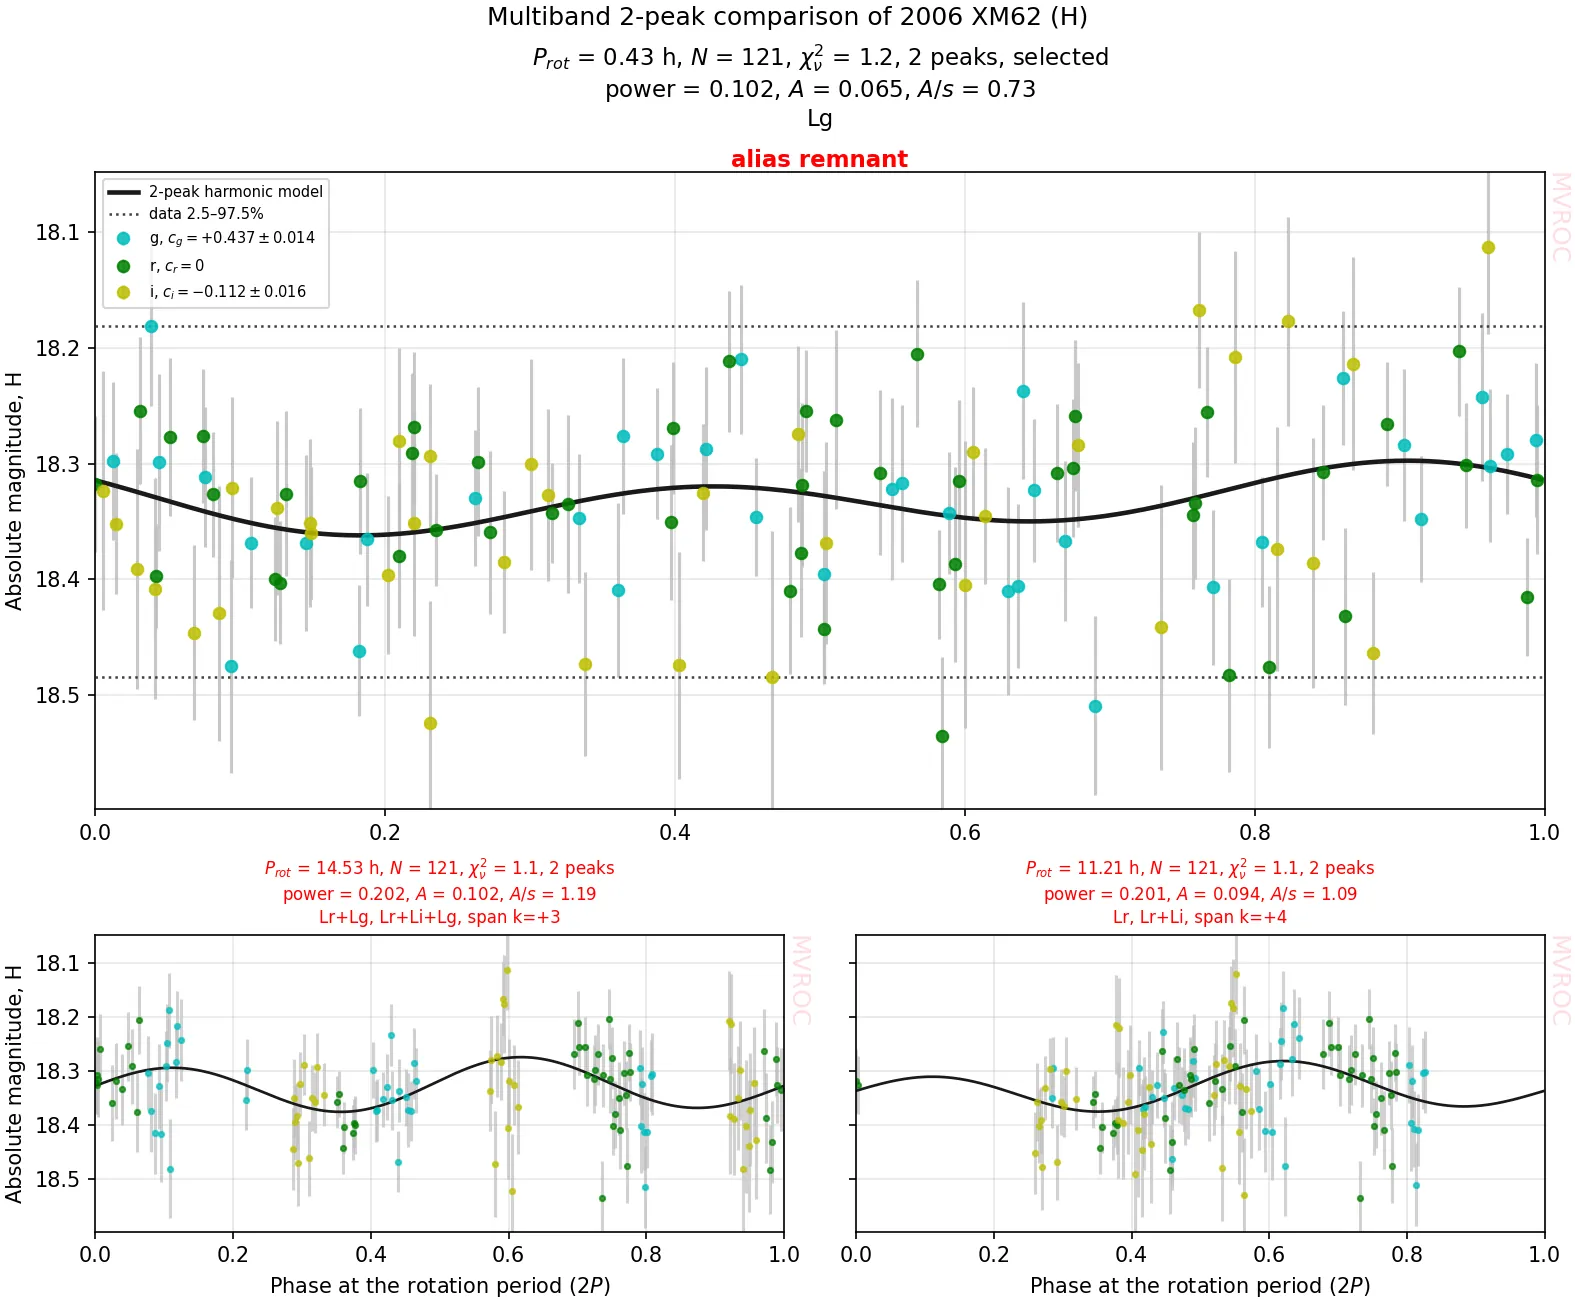 Multiband 2-peak comparison of 2006 XM62 (H)
P_rot = 0.43 h, N = 121, χ²_ν = 1.2, 2 peaks, selected
power = 0.102, A = 0.065, A/s = 0.73
Lg
alias remnant
MVROC
2-peak harmonic model
data 2.5–97.5%
g, c_g = +0.437 ± 0.014
r, c_r = 0
i, c_i = −0.112 ± 0.016
Absolute magnitude, H
18.1
18.2
18.3
18.4
18.5
0.0 0.2 0.4 0.6 0.8 1.0
P_rot = 14.53 h, N = 121, χ²_ν = 1.1, 2 peaks
power = 0.202, A = 0.102, A/s = 1.19
Lr+Lg, Lr+Li+Lg, span k=+3
MVROC
Absolute magnitude, H
18.1
18.2
18.3
18.4
18.5
0.0 0.2 0.4 0.6 0.8 1.0
Phase at the rotation period (2P)
P_rot = 11.21 h, N = 121, χ²_ν = 1.1, 2 peaks
power = 0.201, A = 0.094, A/s = 1.09
Lr, Lr+Li, span k=+4
MVROC
0.0 0.2 0.4 0.6 0.8 1.0
Phase at the rotation period (2P)